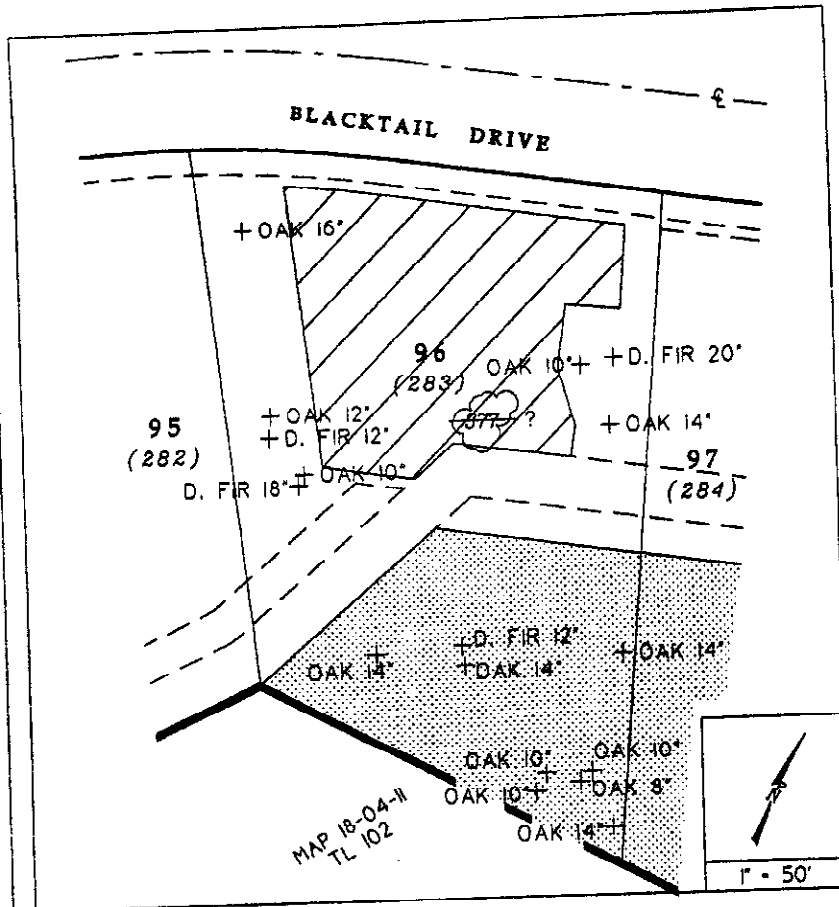 ℄
BLACKTAIL DRIVE
OAK 16"
96
(283)
OAK 10"
D. FIR 20"
577 ?
OAK 14"
95
(282)
OAK 12"
D. FIR 12"
OAK 10"
D. FIR 18"
97
(284)
D. FIR 12"
OAK 14"
OAK 14"
OAK 14"
OAK 10"
OAK 10"
OAK 10"
OAK 8"
OAK 14"
MAP 18-04-11
TL 102
N
1" = 50'